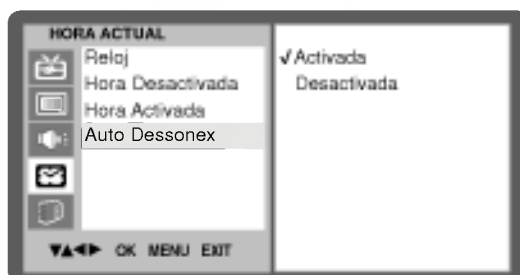 HORA ACTUAL
Reloj
Hora Desactivada
Hora Activada
Auto Dessonex
√ Activada
Desactivada
▼▲◀▶ OK MENU EXIT